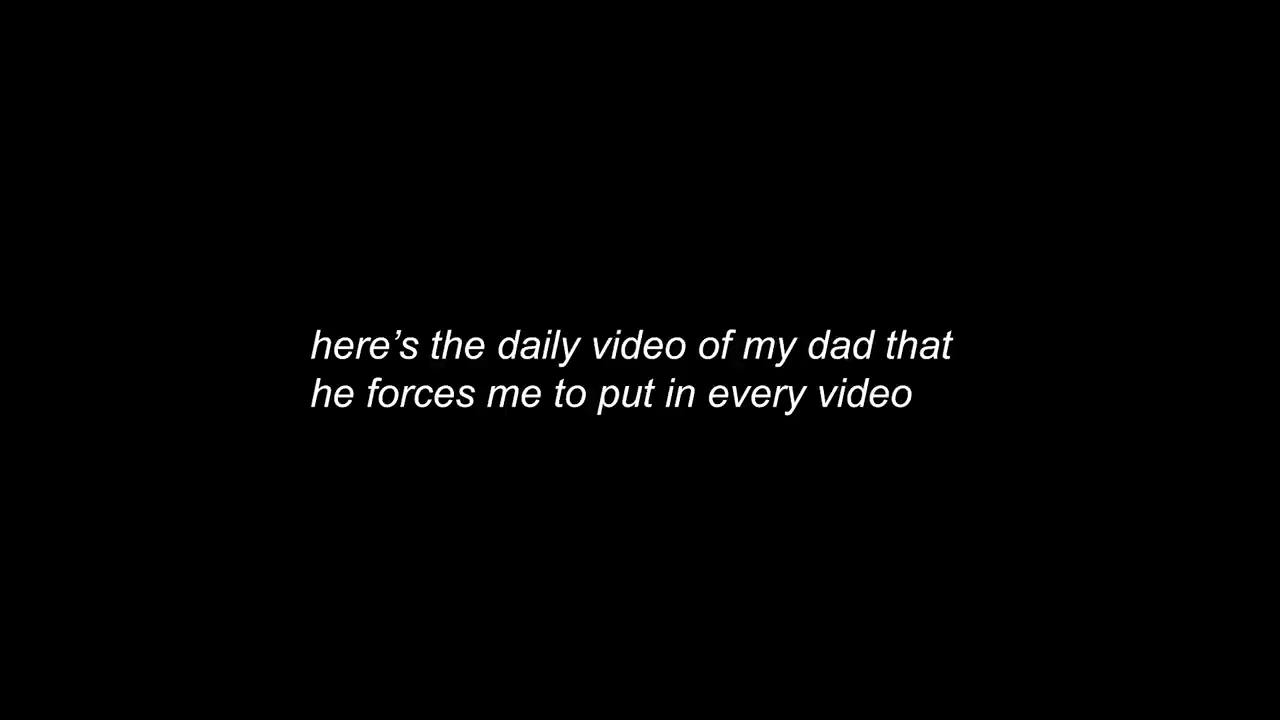 here’s the daily video of my dad that
he forces me to put in every video